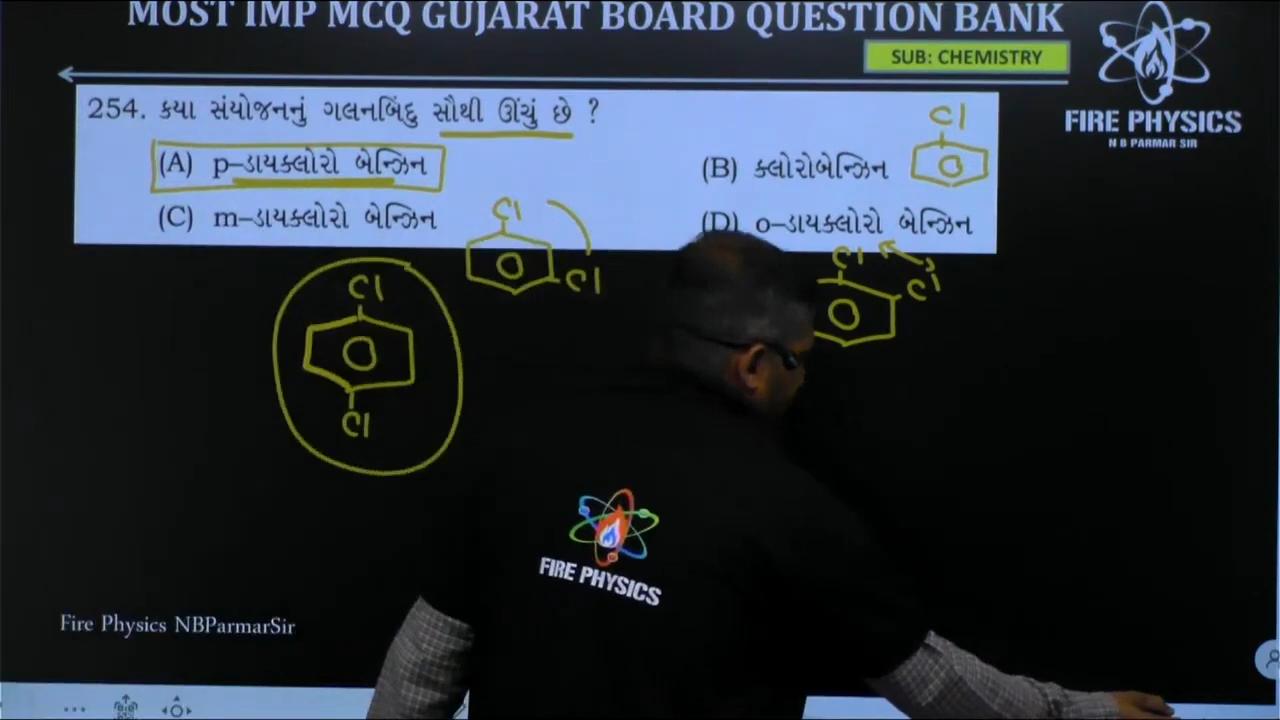 MOST IMP MCQ GUJARAT BOARD QUESTION BANK
SUB: CHEMISTRY
FIRE PHYSICS
N B PARMAR SIR
254. કયા સંયોજનનું ગલનબિંદુ સૌથી ઊંચું છે ?
(A) p-ડાયક્લોરો બેન્ઝિન
(B) ક્લોરોબેન્ઝિન
(C) m-ડાયક્લોરો બેન્ઝિન
(D) o-ડાયક્લોરો બેન્ઝિન
Cl
Cl
Cl
Cl
Cl
Cl
Cl
FIRE PHYSICS
Fire Physics NBParmarSir